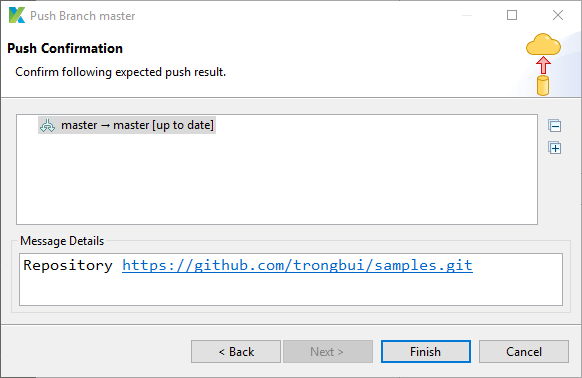 Push Branch master
Push Confirmation
Confirm following expected push result.
master → master [up to date]
Message Details
Repository https://github.com/trongbui/samples.git
< Back
Next >
Finish
Cancel